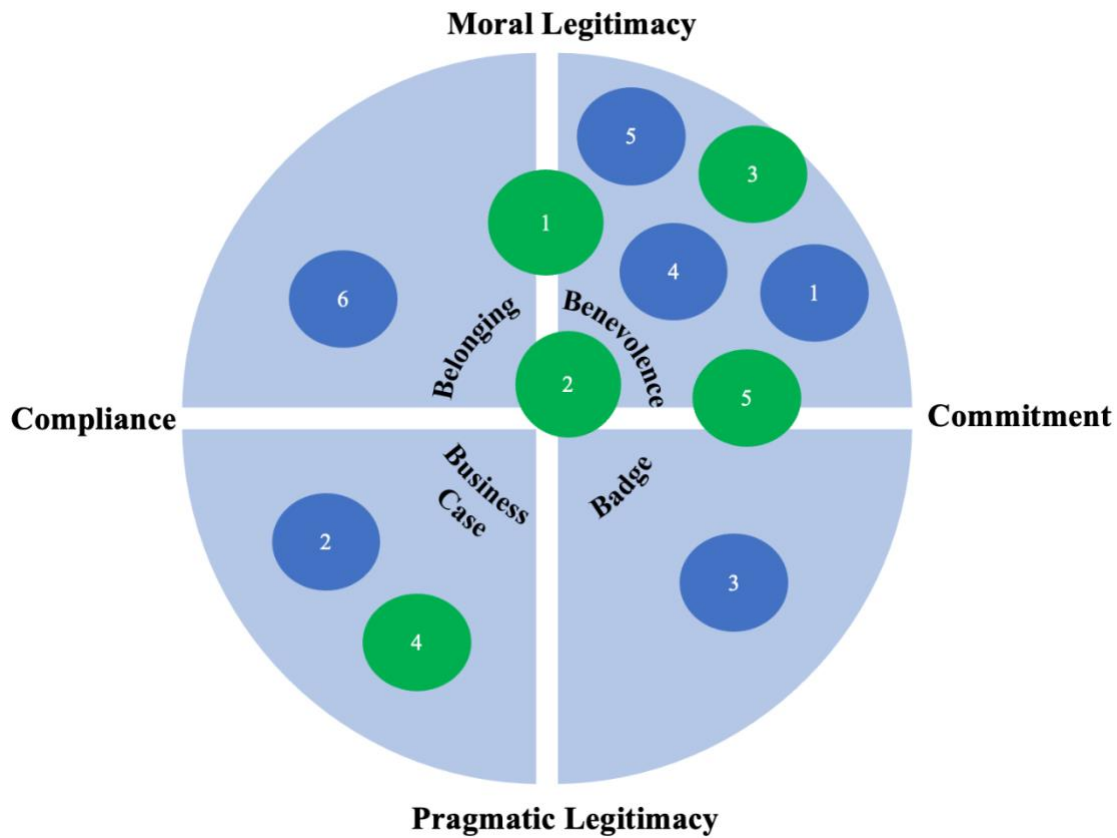 Moral Legitimacy
5
3
1
4
1
6
Belonging
Benevolence
2
5
Compliance
Commitment
Business
Case
Badge
2
3
4
Pragmatic Legitimacy